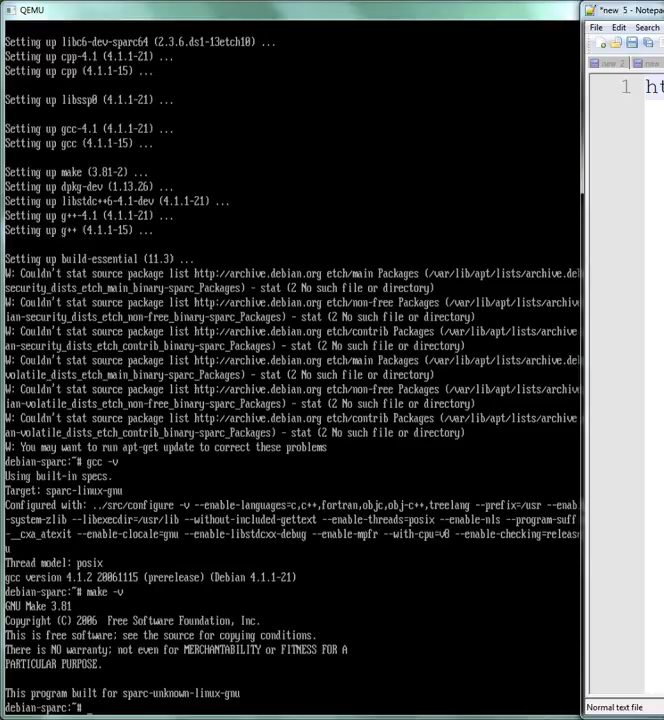 QEMU
Setting up libc6-dev-sparc64 (2.3.6.ds1-13etch10) ...
Setting up cpp-4.1 (4.1.1-21) ...
Setting up cpp (4.1.1-15) ...
Setting up libssp0 (4.1.1-21) ...
Setting up gcc-4.1 (4.1.1-21) ...
Setting up gcc (4.1.1-15) ...
Setting up make (3.81-2) ...
Setting up dpkg-dev (1.13.26) ...
Setting up libstdc++6-4.1-dev (4.1.1-21) ...
Setting up g++-4.1 (4.1.1-21) ...
Setting up g++ (4.1.1-15) ...
Setting up build-essential (11.3) ...
W: Couldn't stat source package list http://archive.debian.org etch/main Packages (/var/lib/apt/lists/archive.deb
security_dists_etch_main_binary-sparc_Packages) - stat (2 No such file or directory)
W: Couldn't stat source package list http://archive.debian.org etch/non-free Packages (/var/lib/apt/lists/archive
ian-security_dists_etch_non-free_binary-sparc_Packages) - stat (2 No such file or directory)
W: Couldn't stat source package list http://archive.debian.org etch/contrib Packages (/var/lib/apt/lists/archive
an-security_dists_etch_contrib_binary-sparc_Packages) - stat (2 No such file or directory)
W: Couldn't stat source package list http://archive.debian.org etch/main Packages (/var/lib/apt/lists/archive.deb
volatile_dists_etch_main_binary-sparc_Packages) - stat (2 No such file or directory)
W: Couldn't stat source package list http://archive.debian.org etch/non-free Packages (/var/lib/apt/lists/archive
ian-volatile_dists_etch_non-free_binary-sparc_Packages) - stat (2 No such file or directory)
W: Couldn't stat source package list http://archive.debian.org etch/contrib Packages (/var/lib/apt/lists/archive
an-volatile_dists_etch_contrib_binary-sparc_Packages) - stat (2 No such file or directory)
W: You may want to run apt-get update to correct these problems
debian-sparc:~# gcc -v
Using built-in specs.
Target: sparc-linux-gnu
Configured with: ../src/configure -v --enable-languages=c,c++,fortran,objc,obj-c++,treelang --prefix=/usr --enab
-system-zlib --libexecdir=/usr/lib --without-included-gettext --enable-threads=posix --enable-nls --program-suff
-__cxa_atexit --enable-clocale=gnu --enable-libstdcxx-debug --enable-mpfr --with-cpu=v8 --enable-checking=releas
u
Thread model: posix
gcc version 4.1.2 20061115 (prerelease) (Debian 4.1.1-21)
debian-sparc:~# make -v
GNU Make 3.81
Copyright (C) 2006  Free Software Foundation, Inc.
This is free software; see the source for copying conditions.
There is NO warranty; not even for MERCHANTABILITY or FITNESS FOR A
PARTICULAR PURPOSE.
This program built for sparc-unknown-linux-gnu
debian-sparc:~# _
*new 5 - Notepa
File Edit Search
new 2 new
1 ht
Normal text file